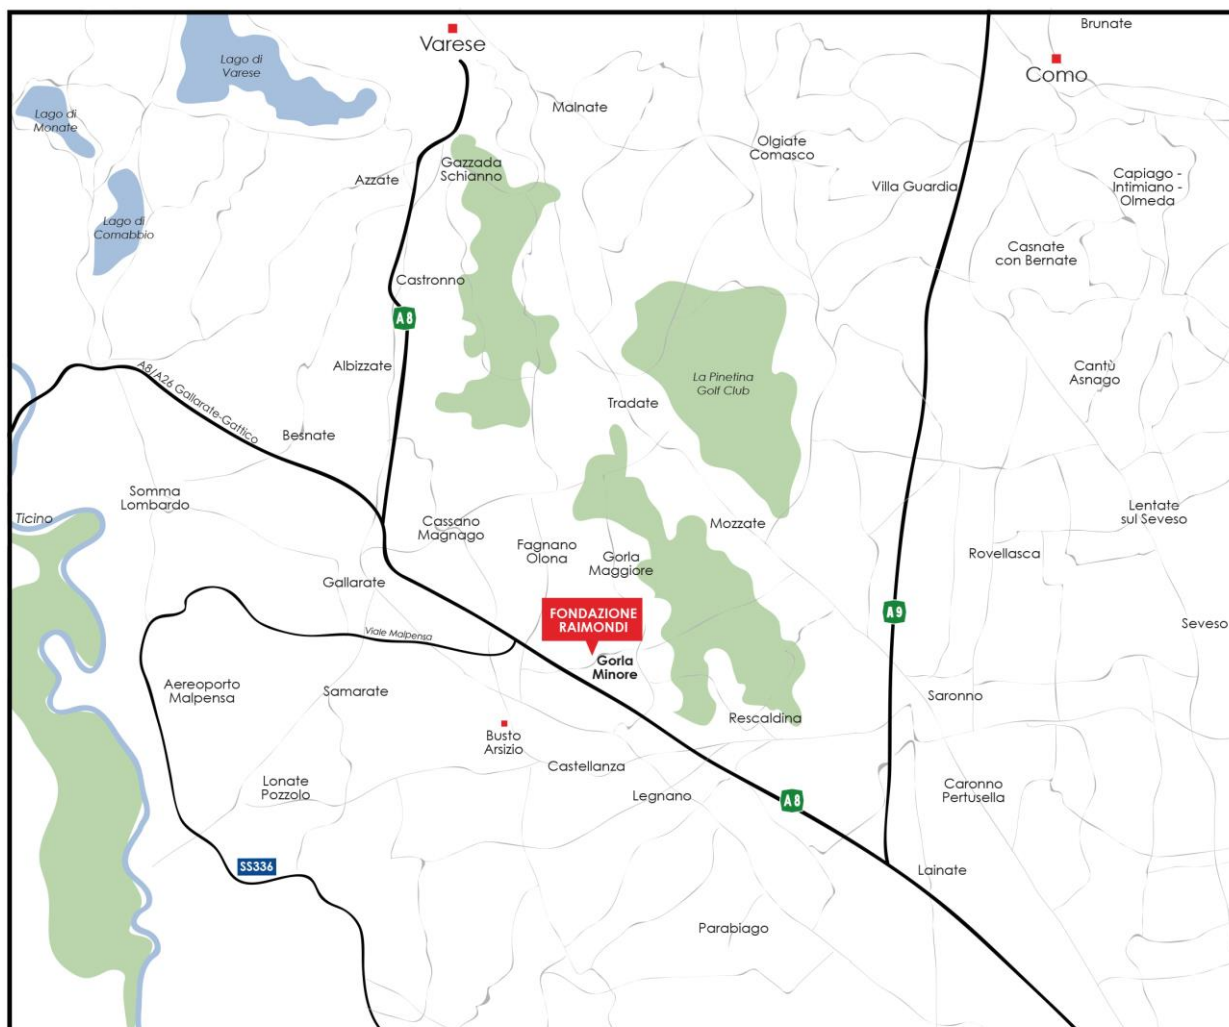 Brunate
Varese
Como
Lago di
Varese
Lago di
Monate
Malnate
Olgiate
Comasco
Gazzada
Schianno
Azzate
Villa Guardia
Capiago -
Intimiano -
Olmeda
Lago di
Comabbio
Casnate
con Bernate
Castronno
A8
Albizzate
A8/A26 Gallarate-Gattico
La Pinetina
Golf Club
Cantù
Asnago
Tradate
Besnate
Somma
Lombardo
Ticino
Cassano
Magnago
Mozzate
Lentate
sul Seveso
Fagnano
Olona
Gorla
Maggiore
Rovellasca
Gallarate
FONDAZIONE
RAIMONDI
A9
Seveso
Viale Malpensa
Gorla
Minore
Aereoporto
Malpensa
Samarate
Saronno
Rescaldina
Busto
Arsizio
Castellanza
Lonate
Pozzolo
Legnano
A8
Caronno
Pertusella
SS336
Lainate
Parabiago